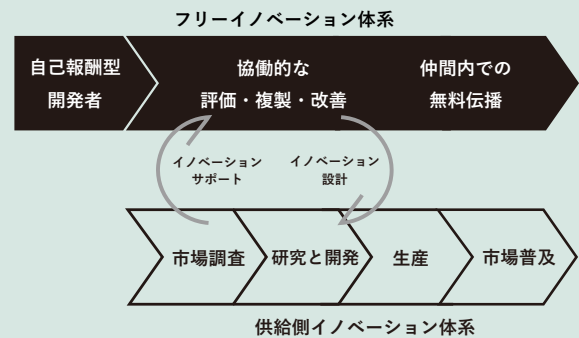 フリーイノベーション体系
自己報酬型
開発者
協働的な
評価・複製・改善
仲間内での
無料伝播
イノベーション
サポート
イノベーション
設計
市場調査
研究と開発
生産
市場普及
供給側イノベーション体系